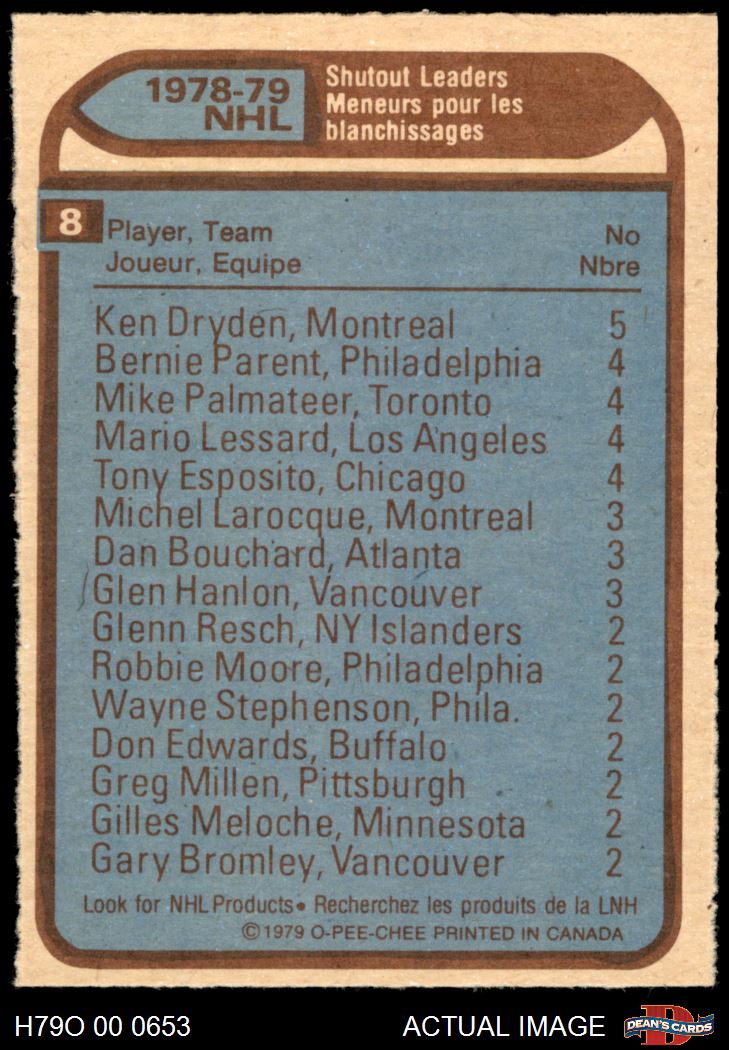 1978-79
NHL
Shutout Leaders
Meneurs pour les
blanchissages
8
Player, Team No
Joueur, Equipe Nbre
Ken Dryden, Montreal 5
Bernie Parent, Philadelphia 4
Mike Palmateer, Toronto 4
Mario Lessard, Los Angeles 4
Tony Esposito, Chicago 4
Michel Larocque, Montreal 3
Dan Bouchard, Atlanta 3
Glen Hanlon, Vancouver 3
Glenn Resch, NY Islanders 2
Robbie Moore, Philadelphia 2
Wayne Stephenson, Phila. 2
Don Edwards, Buffalo 2
Greg Millen, Pittsburgh 2
Gilles Meloche, Minnesota 2
Gary Bromley, Vancouver 2
Look for NHL Products• Recherchez les produits de la LNH
©1979 O-PEE-CHEE PRINTED IN CANADA
H79O 00 0653 ACTUAL IMAGE D DEAN'S CARDS